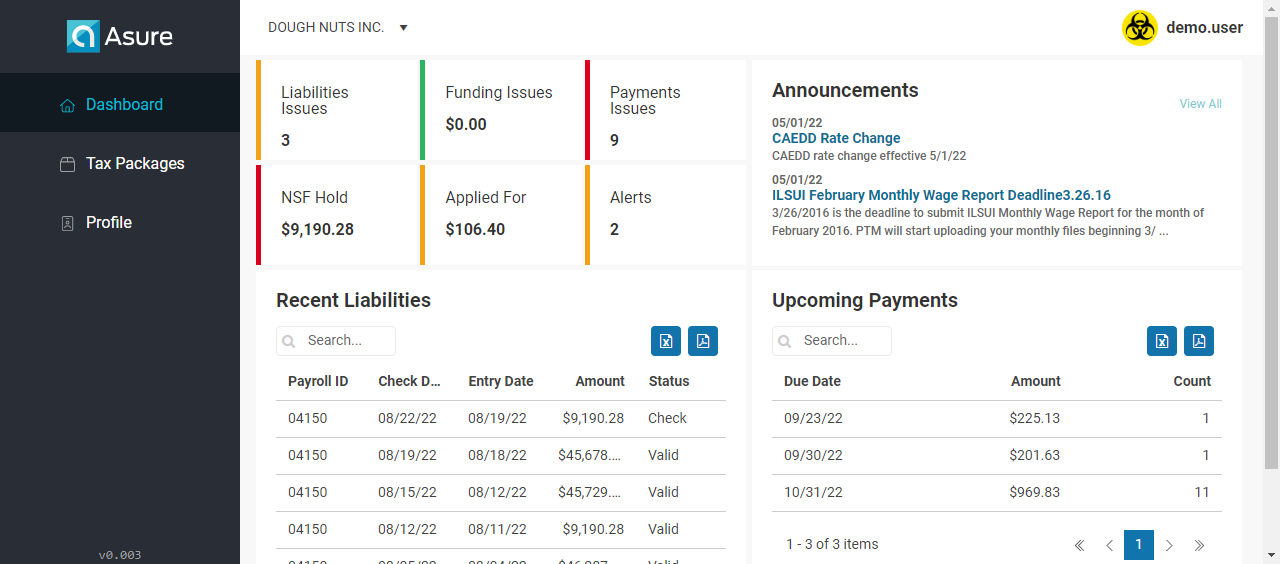 Asure
DOUGH NUTS INC.
demo.user
Dashboard
Tax Packages
Profile
v0.003
Liabilities
Issues
3
Funding Issues
$0.00
Payments
Issues
9
NSF Hold
$9,190.28
Applied For
$106.40
Alerts
2
Announcements
View All
05/01/22
CAEDD Rate Change
CAEDD rate change effective 5/1/22
05/01/22
ILSUI February Monthly Wage Report Deadline3.26.16
3/26/2016 is the deadline to submit ILSUI Monthly Wage Report for the month of
February 2016. PTM will start uploading your monthly files beginning 3/ ...
Recent Liabilities
Search...
Payroll ID Check D... Entry Date Amount Status
04150 08/22/22 08/19/22 $9,190.28 Check
04150 08/19/22 08/18/22 $45,678.... Valid
04150 08/15/22 08/12/22 $45,729.... Valid
04150 08/12/22 08/11/22 $9,190.28 Valid
Upcoming Payments
Search...
Due Date Amount Count
09/23/22 $225.13 1
09/30/22 $201.63 1
10/31/22 $969.83 11
1 - 3 of 3 items
1